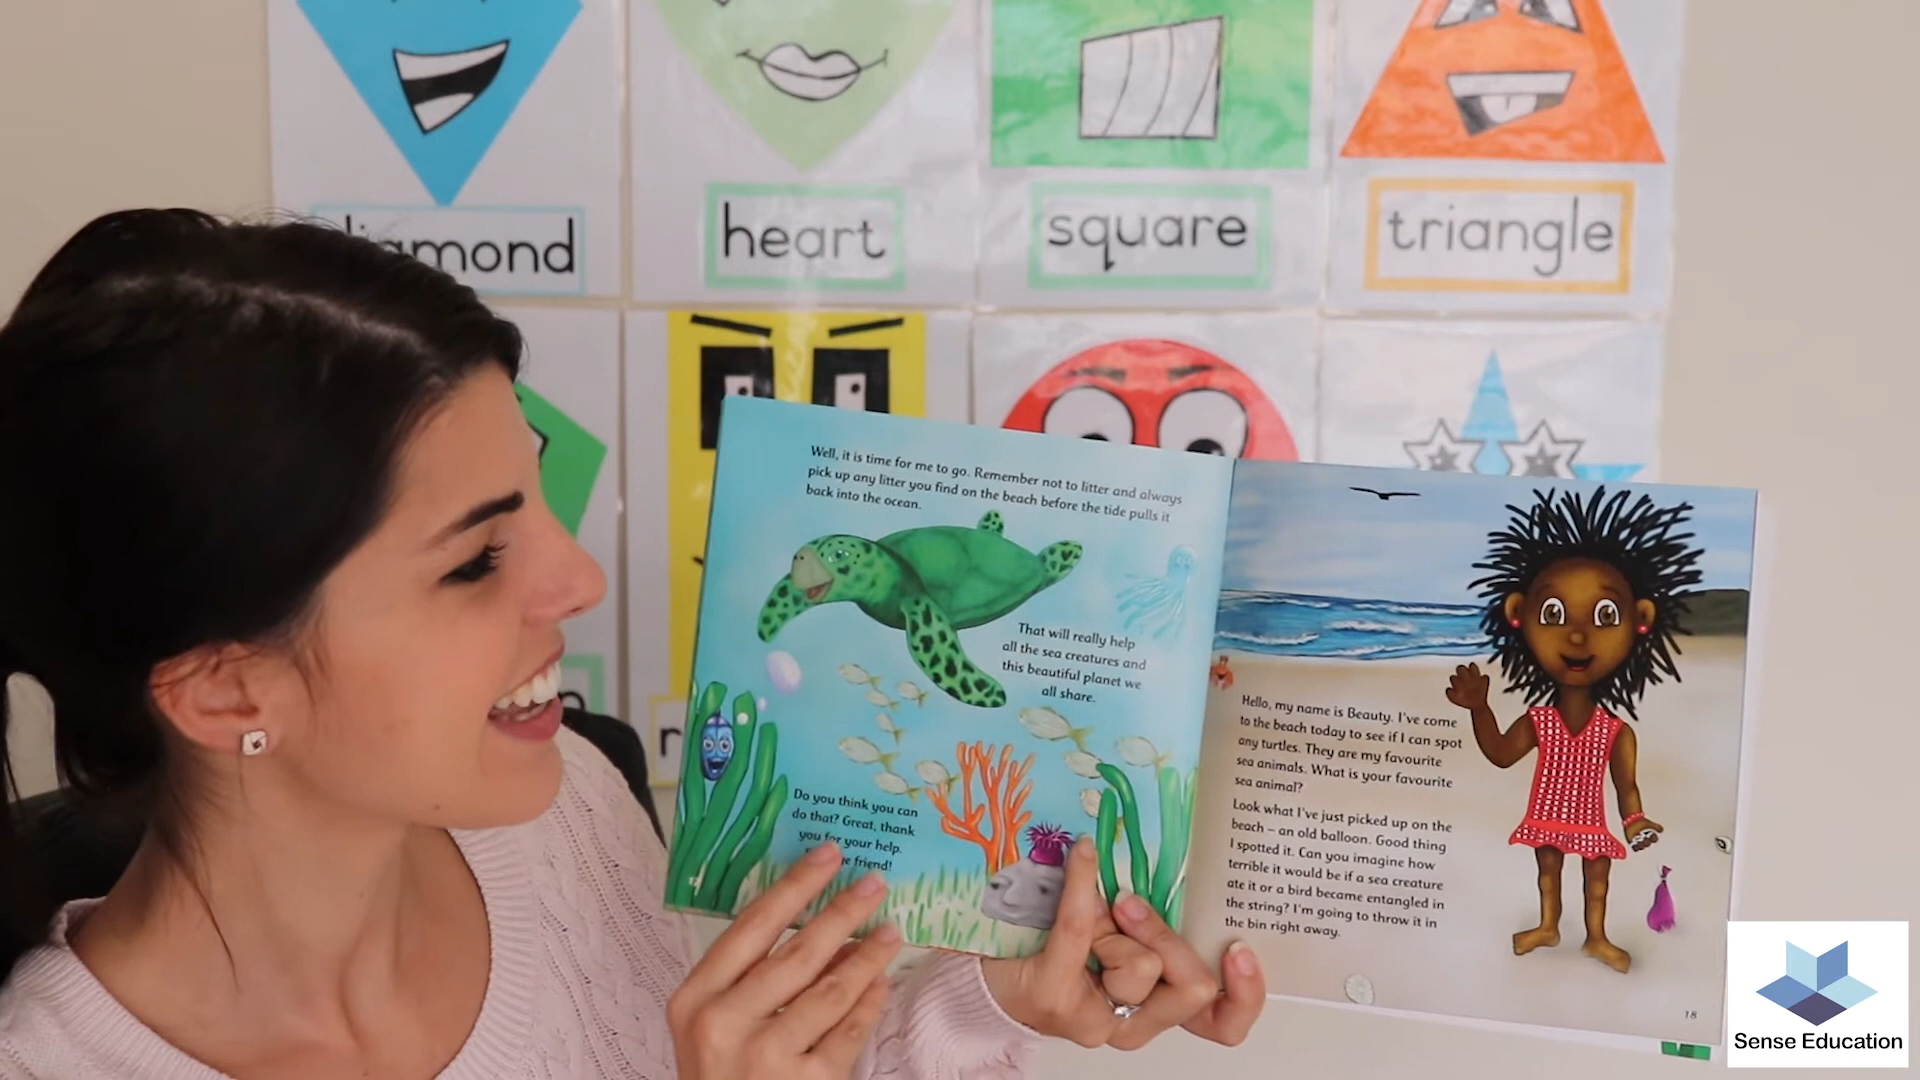 diamond
heart
square
triangle
Well, it is time for me to go. Remember not to litter and always
pick up any litter you find on the beach before the tide pulls it
back into the ocean.
That will really help
all the sea creatures and
this beautiful planet we
all share.
Do you think you can
do that? Great, thank
you for your help.
friend!
Hello, my name is Beauty. I've come
to the beach today to see if I can spot
any turtles. They are my favourite
sea animals. What is your favourite
sea animal?
Look what I've just picked up on the
beach – an old balloon. Good thing
I spotted it. Can you imagine how
terrible it would be if a sea creature
ate it or a bird became entangled in
the string? I'm going to throw it in
the bin right away.
18
Sense Education